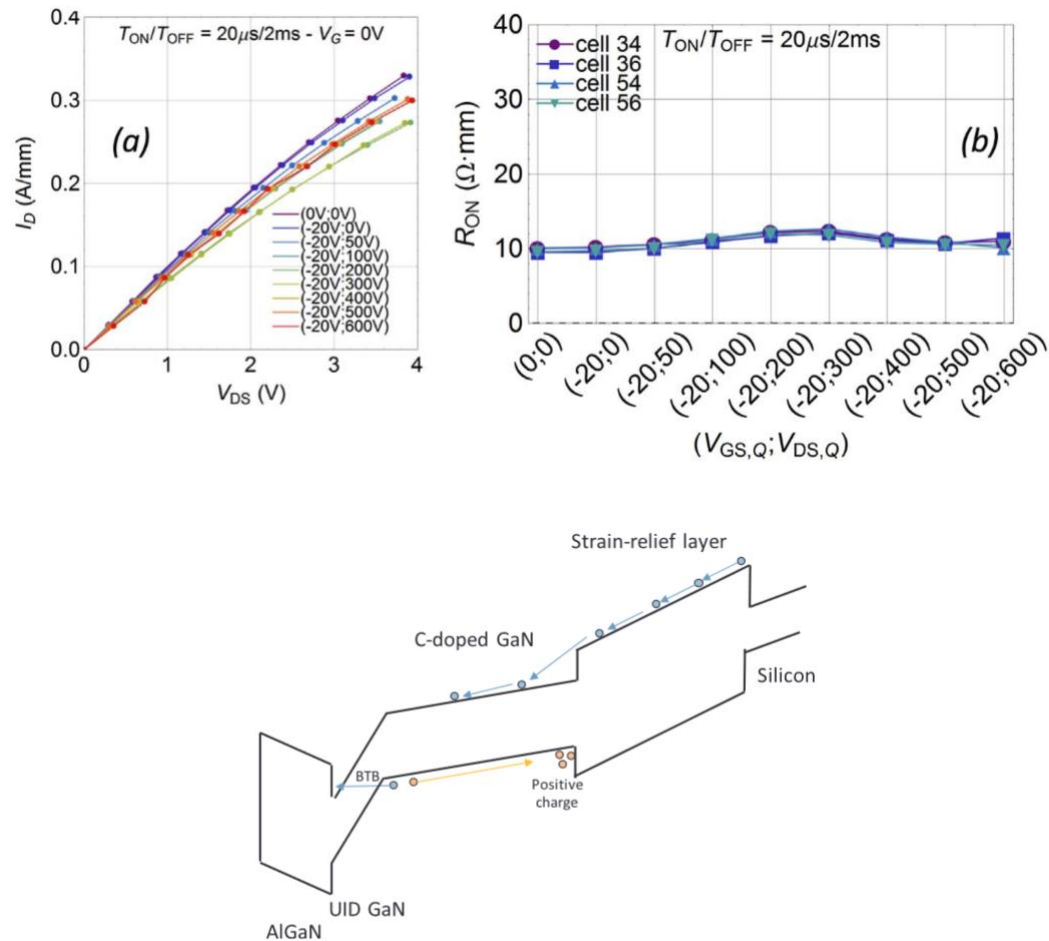 0.4
0.3
0.2
0.1
0.0
I_D (A/mm)
T_ON/T_OFF = 20μs/2ms - V_G = 0V
(a)
(0V;0V)
(-20V;0V)
(-20V;50V)
(-20V;100V)
(-20V;200V)
(-20V;300V)
(-20V;400V)
(-20V;500V)
(-20V;600V)
0 1 2 3 4
V_DS (V)
40
30
20
10
0
R_ON (Ω·mm)
cell 34
cell 36
cell 54
cell 56
T_ON/T_OFF = 20μs/2ms
(b)
(0;0)
(-20;0)
(-20;50)
(-20;100)
(-20;200)
(-20;300)
(-20;400)
(-20;500)
(-20;600)
(V_GS,Q;V_DS,Q)
Strain-relief layer
C-doped GaN
Silicon
BTB
Positive
charge
UID GaN
AlGaN